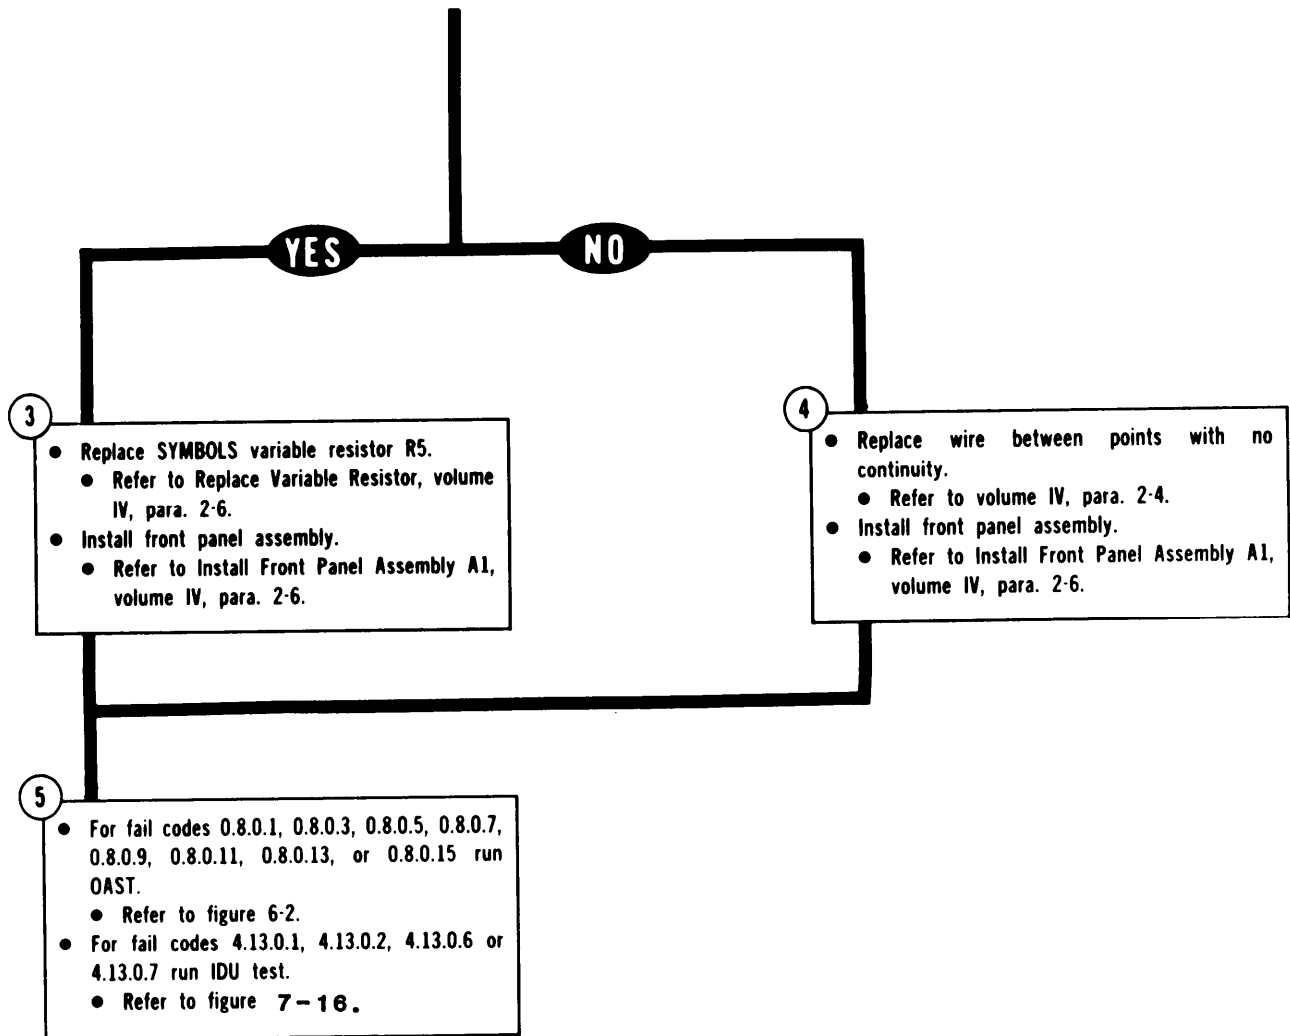 YES
NO
3
● Replace SYMBOLS variable resistor R5.
● Refer to Replace Variable Resistor, volume
IV, para. 2-6.
● Install front panel assembly.
● Refer to Install Front Panel Assembly A1,
volume IV, para. 2-6.
4
● Replace wire between points with no
continuity.
● Refer to volume IV, para. 2-4.
● Install front panel assembly.
● Refer to Install Front Panel Assembly A1,
volume IV, para. 2-6.
5
● For fail codes 0.8.0.1, 0.8.0.3, 0.8.0.5, 0.8.0.7,
0.8.0.9, 0.8.0.11, 0.8.0.13, or 0.8.0.15 run
OAST.
● Refer to figure 6-2.
● For fail codes 4.13.0.1, 4.13.0.2, 4.13.0.6 or
4.13.0.7 run IDU test.
● Refer to figure 7-16.